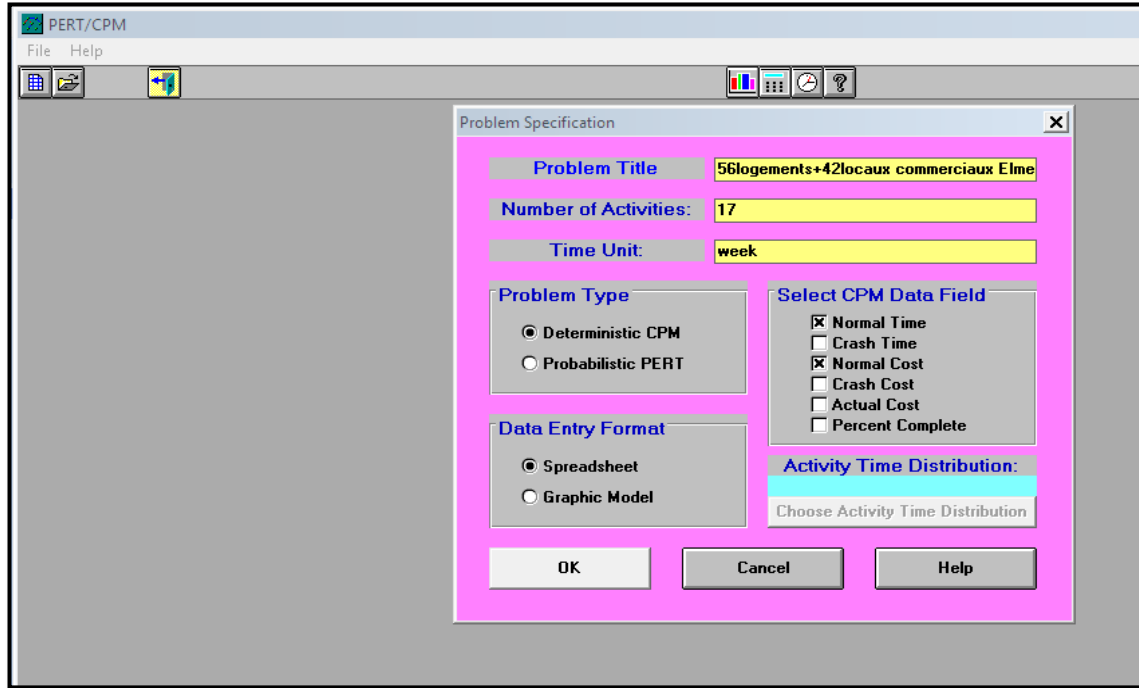 PERT/CPM
File Help
Problem Specification
Problem Title 56logements+42locaux commerciaux Elme
Number of Activities: 17
Time Unit: week
Problem Type
Deterministic CPM
Probabilistic PERT
Select CPM Data Field
Normal Time
Crash Time
Normal Cost
Crash Cost
Actual Cost
Percent Complete
Data Entry Format
Spreadsheet
Graphic Model
Activity Time Distribution:
Choose Activity Time Distribution
OK Cancel Help